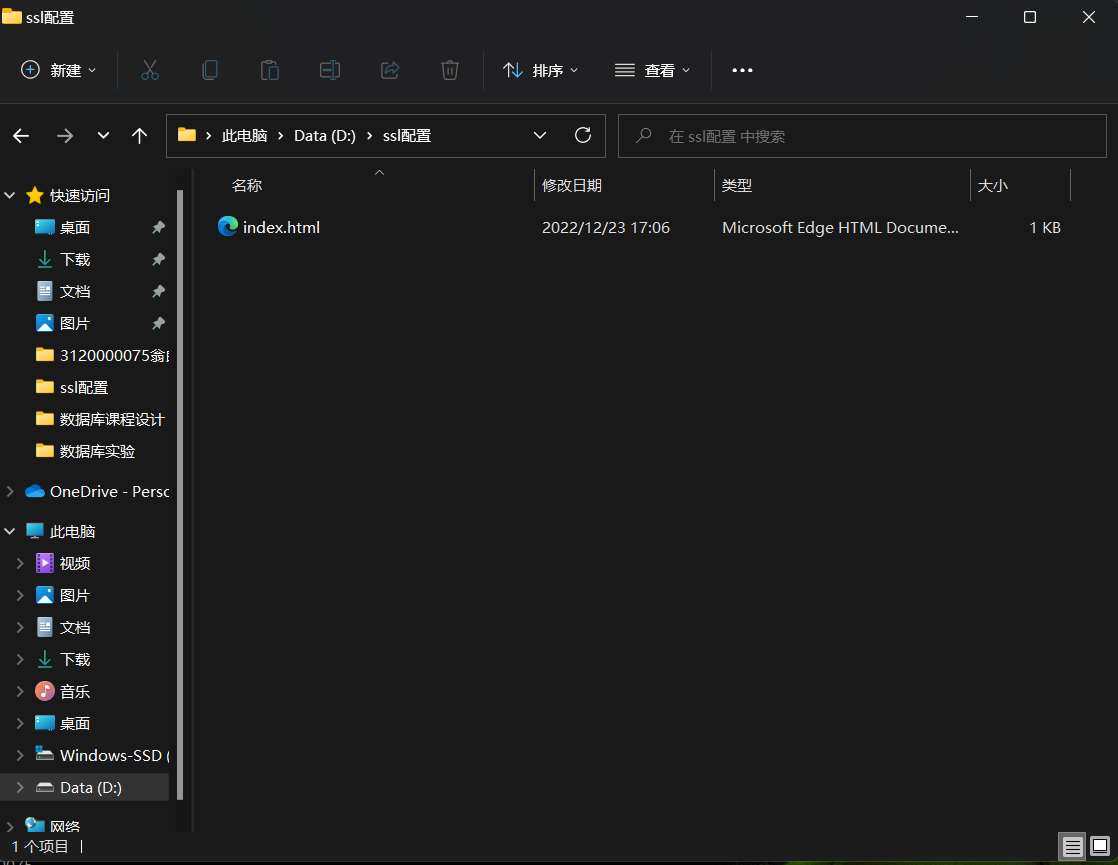 ssl配置
新建
排序
查看
此电脑 Data (D:) ssl配置
在 ssl配置 中搜索
名称 修改日期 类型 大小
index.html 2022/12/23 17:06 Microsoft Edge HTML Docume... 1 KB
快速访问
桌面
下载
文档
图片
3120000075翁
ssl配置
数据库课程设计
数据库实验
OneDrive - Perso
此电脑
视频
图片
文档
下载
音乐
桌面
Windows-SSD (
Data (D:)
网络
1 个项目